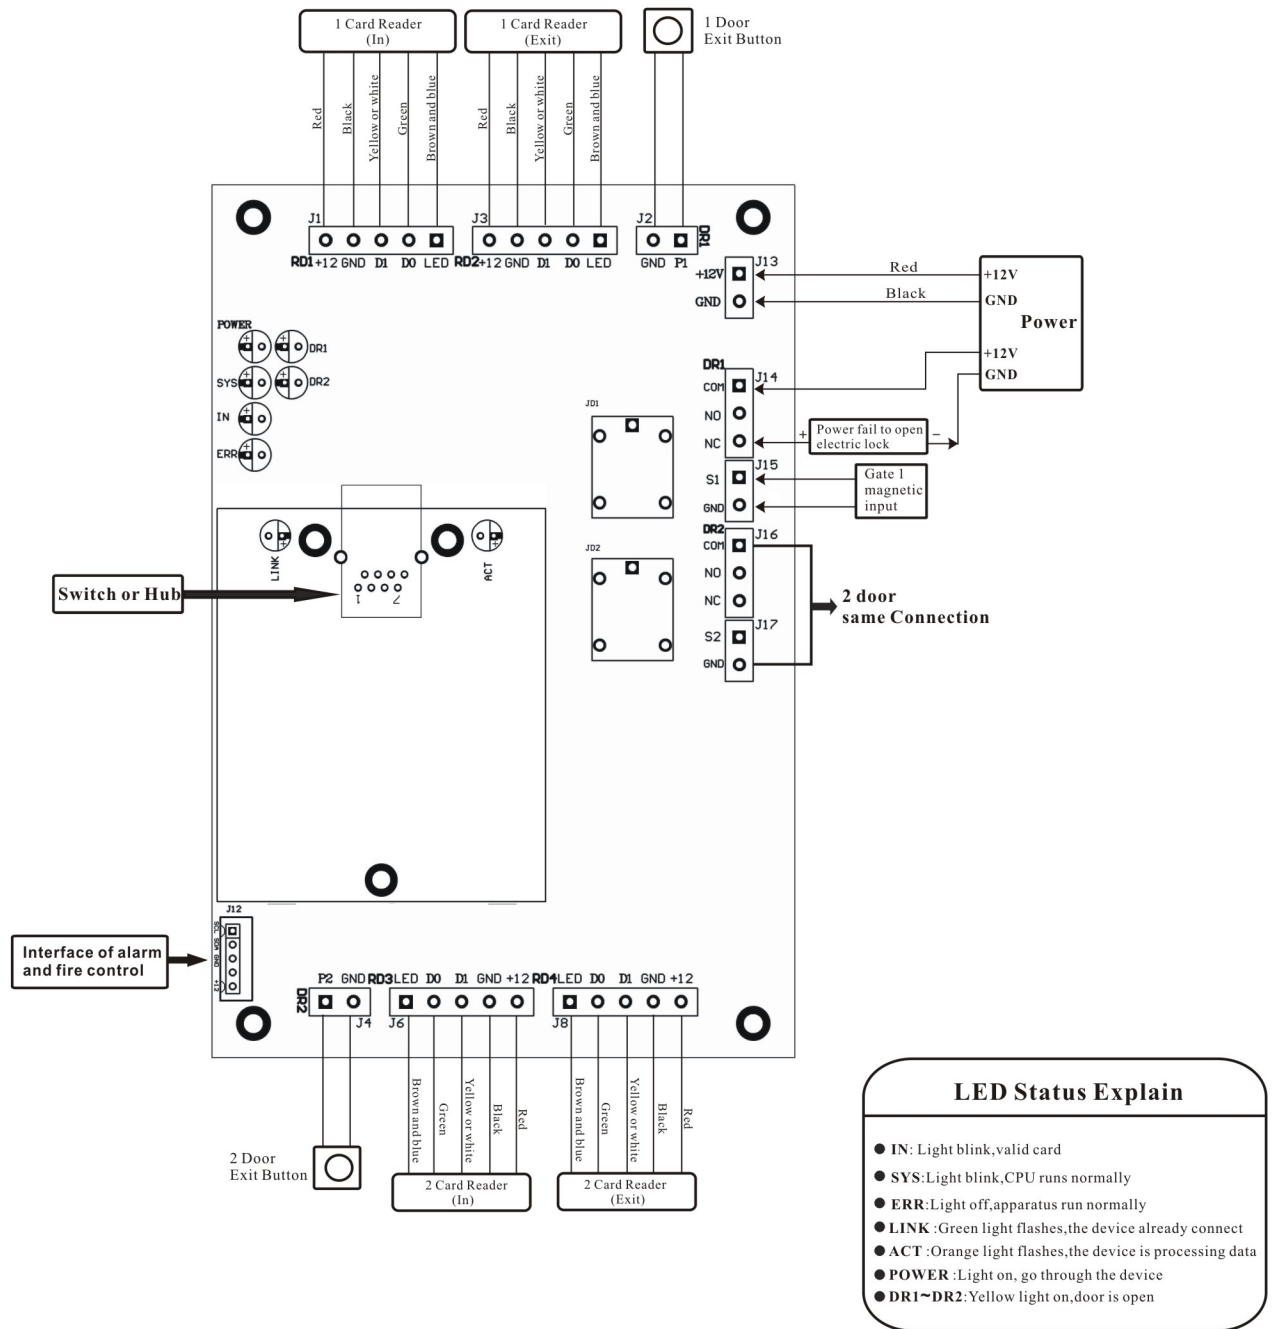 1 Card Reader
(In)
1 Card Reader
(Exit)
1 Door
Exit Button
Red
Black
Yellow or white
Green
Brown and blue
Red
Black
Yellow or white
Green
Brown and blue
J1
J3
J2
DR1
RD1 +12 GND D1 D0 LED
RD2 +12 GND D1 D0 LED
GND P1
J13
+12V
GND
Red
Black
+12V
GND
Power
+12V
GND
POWER
DR1
SYS
DR2
IN
ERR
DR1
J14
COM
NO
NC
+
Power fail to open
electric lock
−
JD1
J15
S1
GND
Gate 1
magnetic
input
DR2
J16
COM
NO
NC
JD2
J17
S2
GND
2 door
same Connection
LINK
ACT
1 7
Switch or Hub
J12
SCL
SDA
GND
+12
Interface of alarm
and fire control
P2 GND
DR2
J4
RD3 LED D0 D1 GND +12
J6
RD4 LED D0 D1 GND +12
J8
Brown and blue
Green
Yellow or white
Black
Red
Brown and blue
Green
Yellow or white
Black
Red
2 Door
Exit Button
2 Card Reader
(In)
2 Card Reader
(Exit)
LED Status Explain
● IN: Light blink,valid card
● SYS:Light blink,CPU runs normally
● ERR:Light off,apparatus run normally
● LINK :Green light flashes,the device already connect
● ACT :Orange light flashes,the device is processing data
● POWER :Light on, go through the device
● DR1~DR2:Yellow light on,door is open